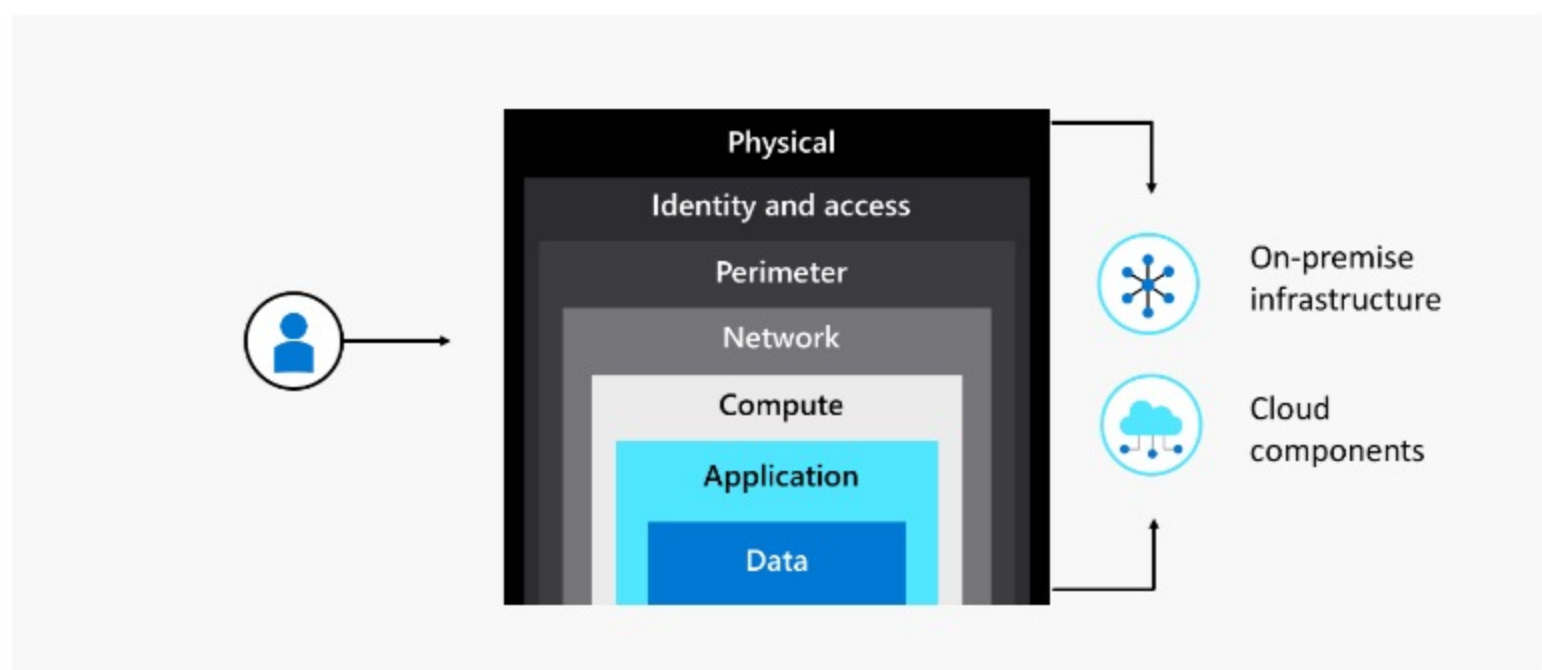 Physical
Identity and access
Perimeter
Network
Compute
Application
Data
On-premise
infrastructure
Cloud
components